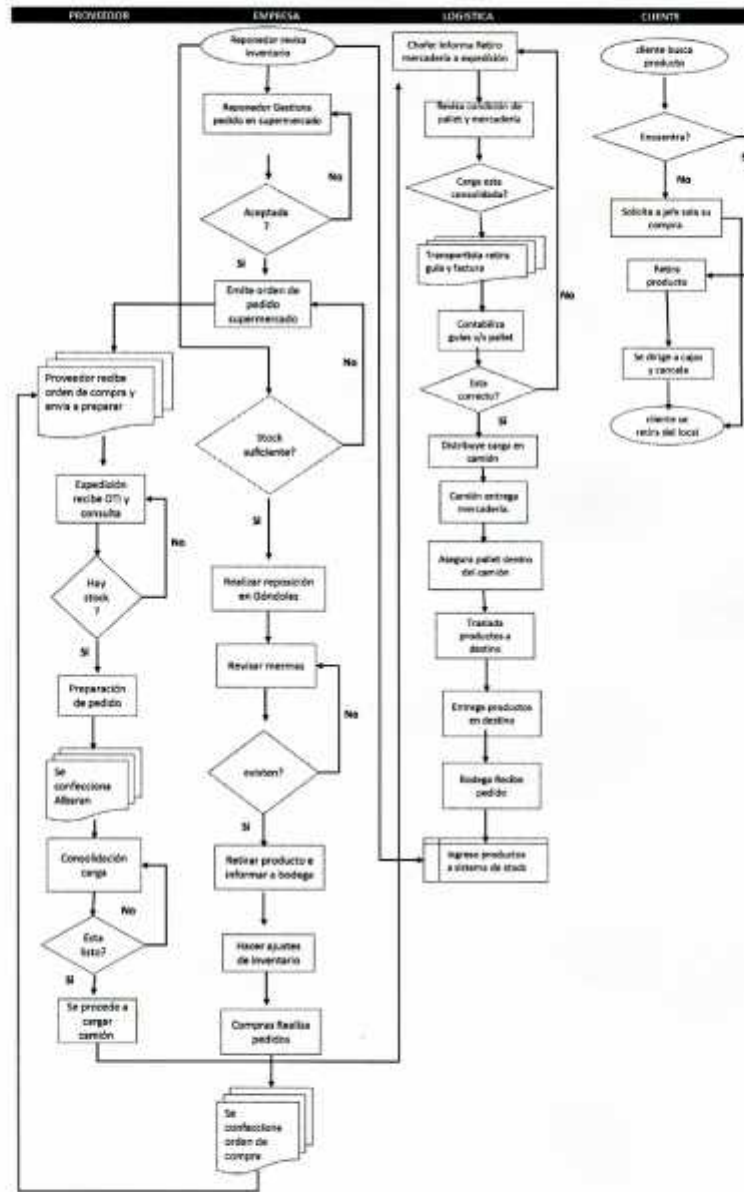 PROVEEDOR
EMPRESA
LOGISTICA
CLIENTE
Proveedor recibe
orden de compra y
envia a preparar
Expedición
recibe OTI y
consulta
No
Hay
stock
?
Si
Preparación
de pedido
Se
confecciona
Albaran
Consolidación
carga
No
Esta
listo?
Si
Se procede a
cargar
camión
Reponedor revisa
inventario
Reponedor Gestiona
pedido en supermercado
No
Aceptada
?
Si
Emite orden de
pedido
supermercado
No
Stock
suficiente?
Si
Realizar reposición
en Góndolas
Revisar mermas
No
existen?
Si
Retirar producto e
informar a bodega
Hacer ajustes
de inventario
Compras Realiza
pedidos
Se
confecciona
orden de
compra
Chofer Informa Retiro
mercadería a expedición
Revisa condición de
pallet y mercadería
Carga esta
consolidada?
Transportista retira
guía y factura
No
Contabiliza
guías v/s pallet
Esta
correcto?
Si
Distribuye carga en
camión
Camión entrega
mercadería.
Asegura pallet dentro
del camión
Traslada
productos a
destino
Entrega productos
en destino
Bodega Recibe
pedido
Ingreso productos
a sistema de stock
cliente busca
producto
Encuentra?
No
Solicita a jefe sala su
compra
Retira
producto
Se dirige a cajas
y cancela
cliente se
retira del local